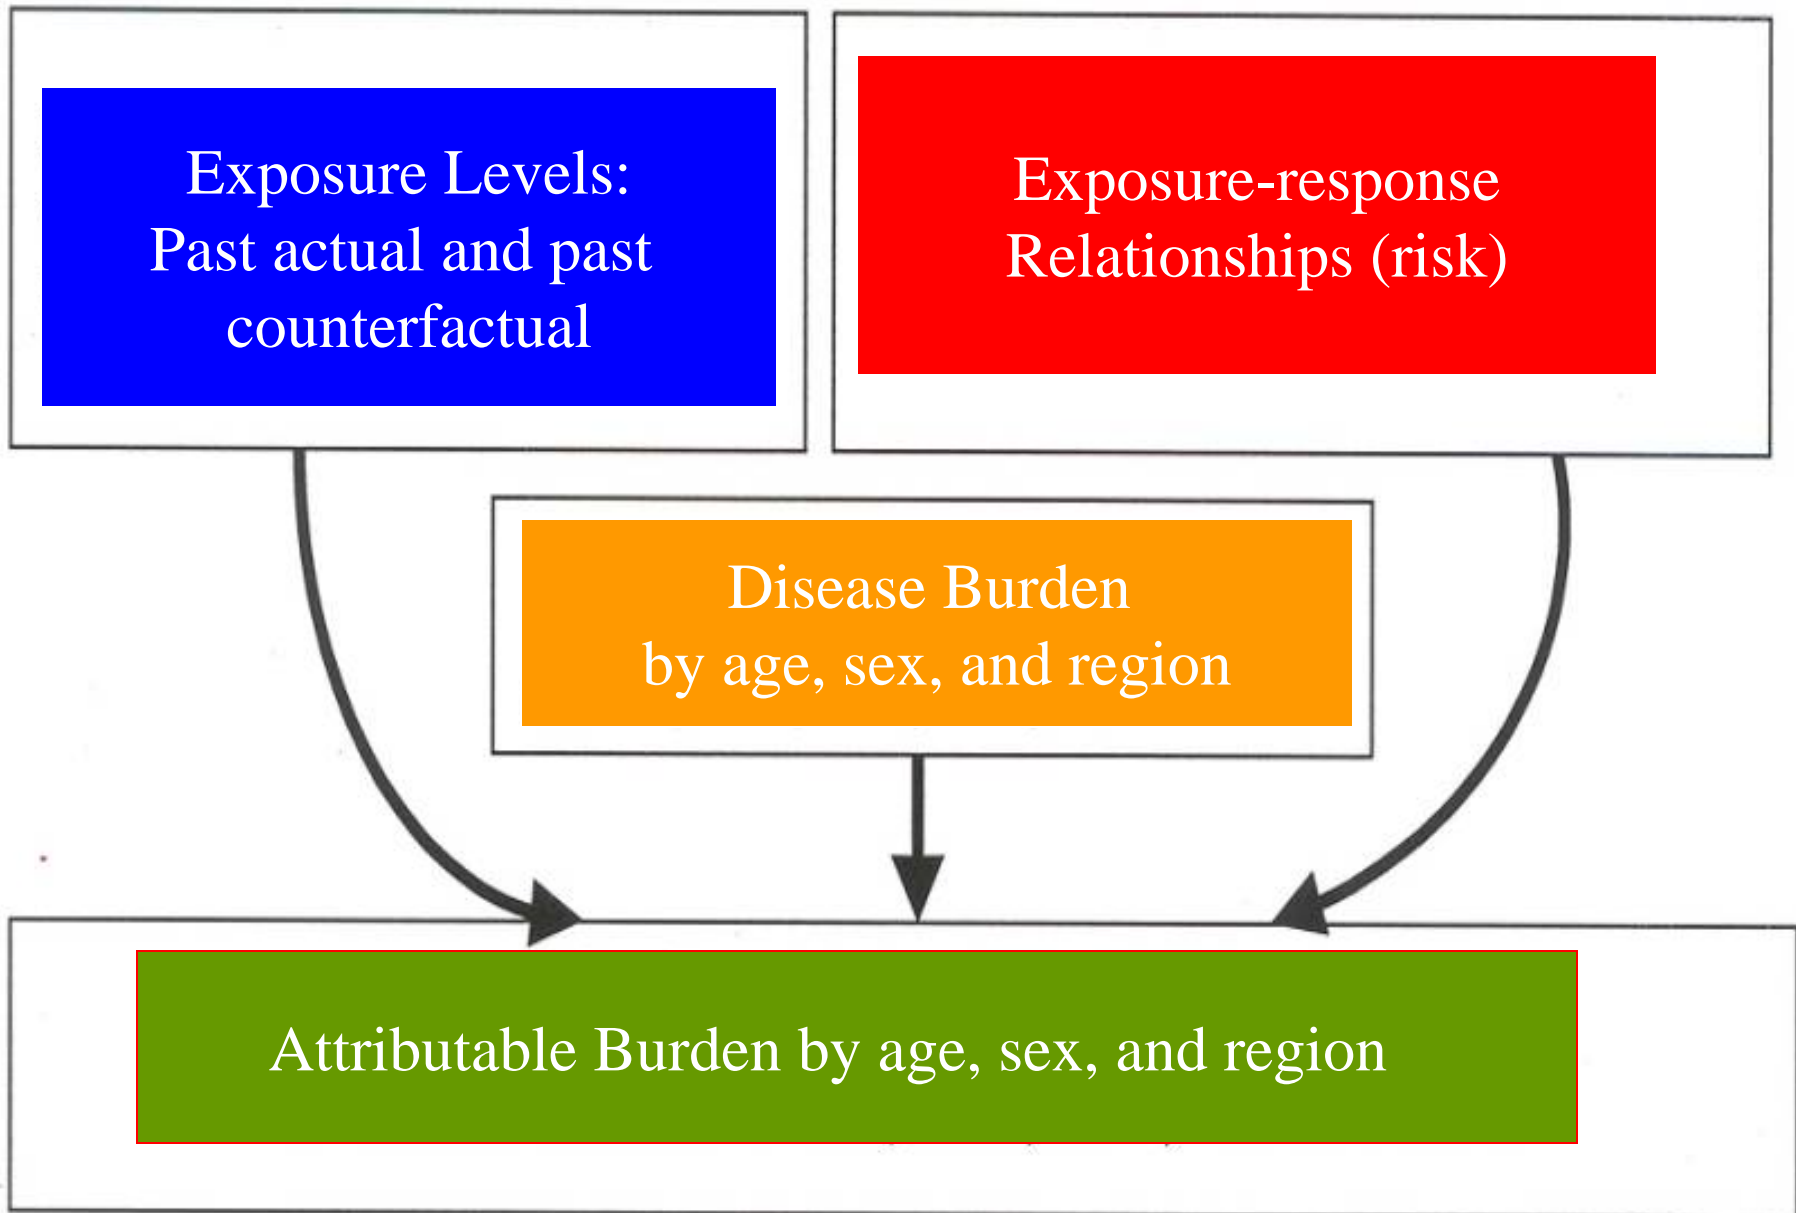 Exposure Levels:
Past actual and past
counterfactual
Exposure-response
Relationships (risk)
Disease Burden
by age, sex, and region
Attributable Burden by age, sex, and region